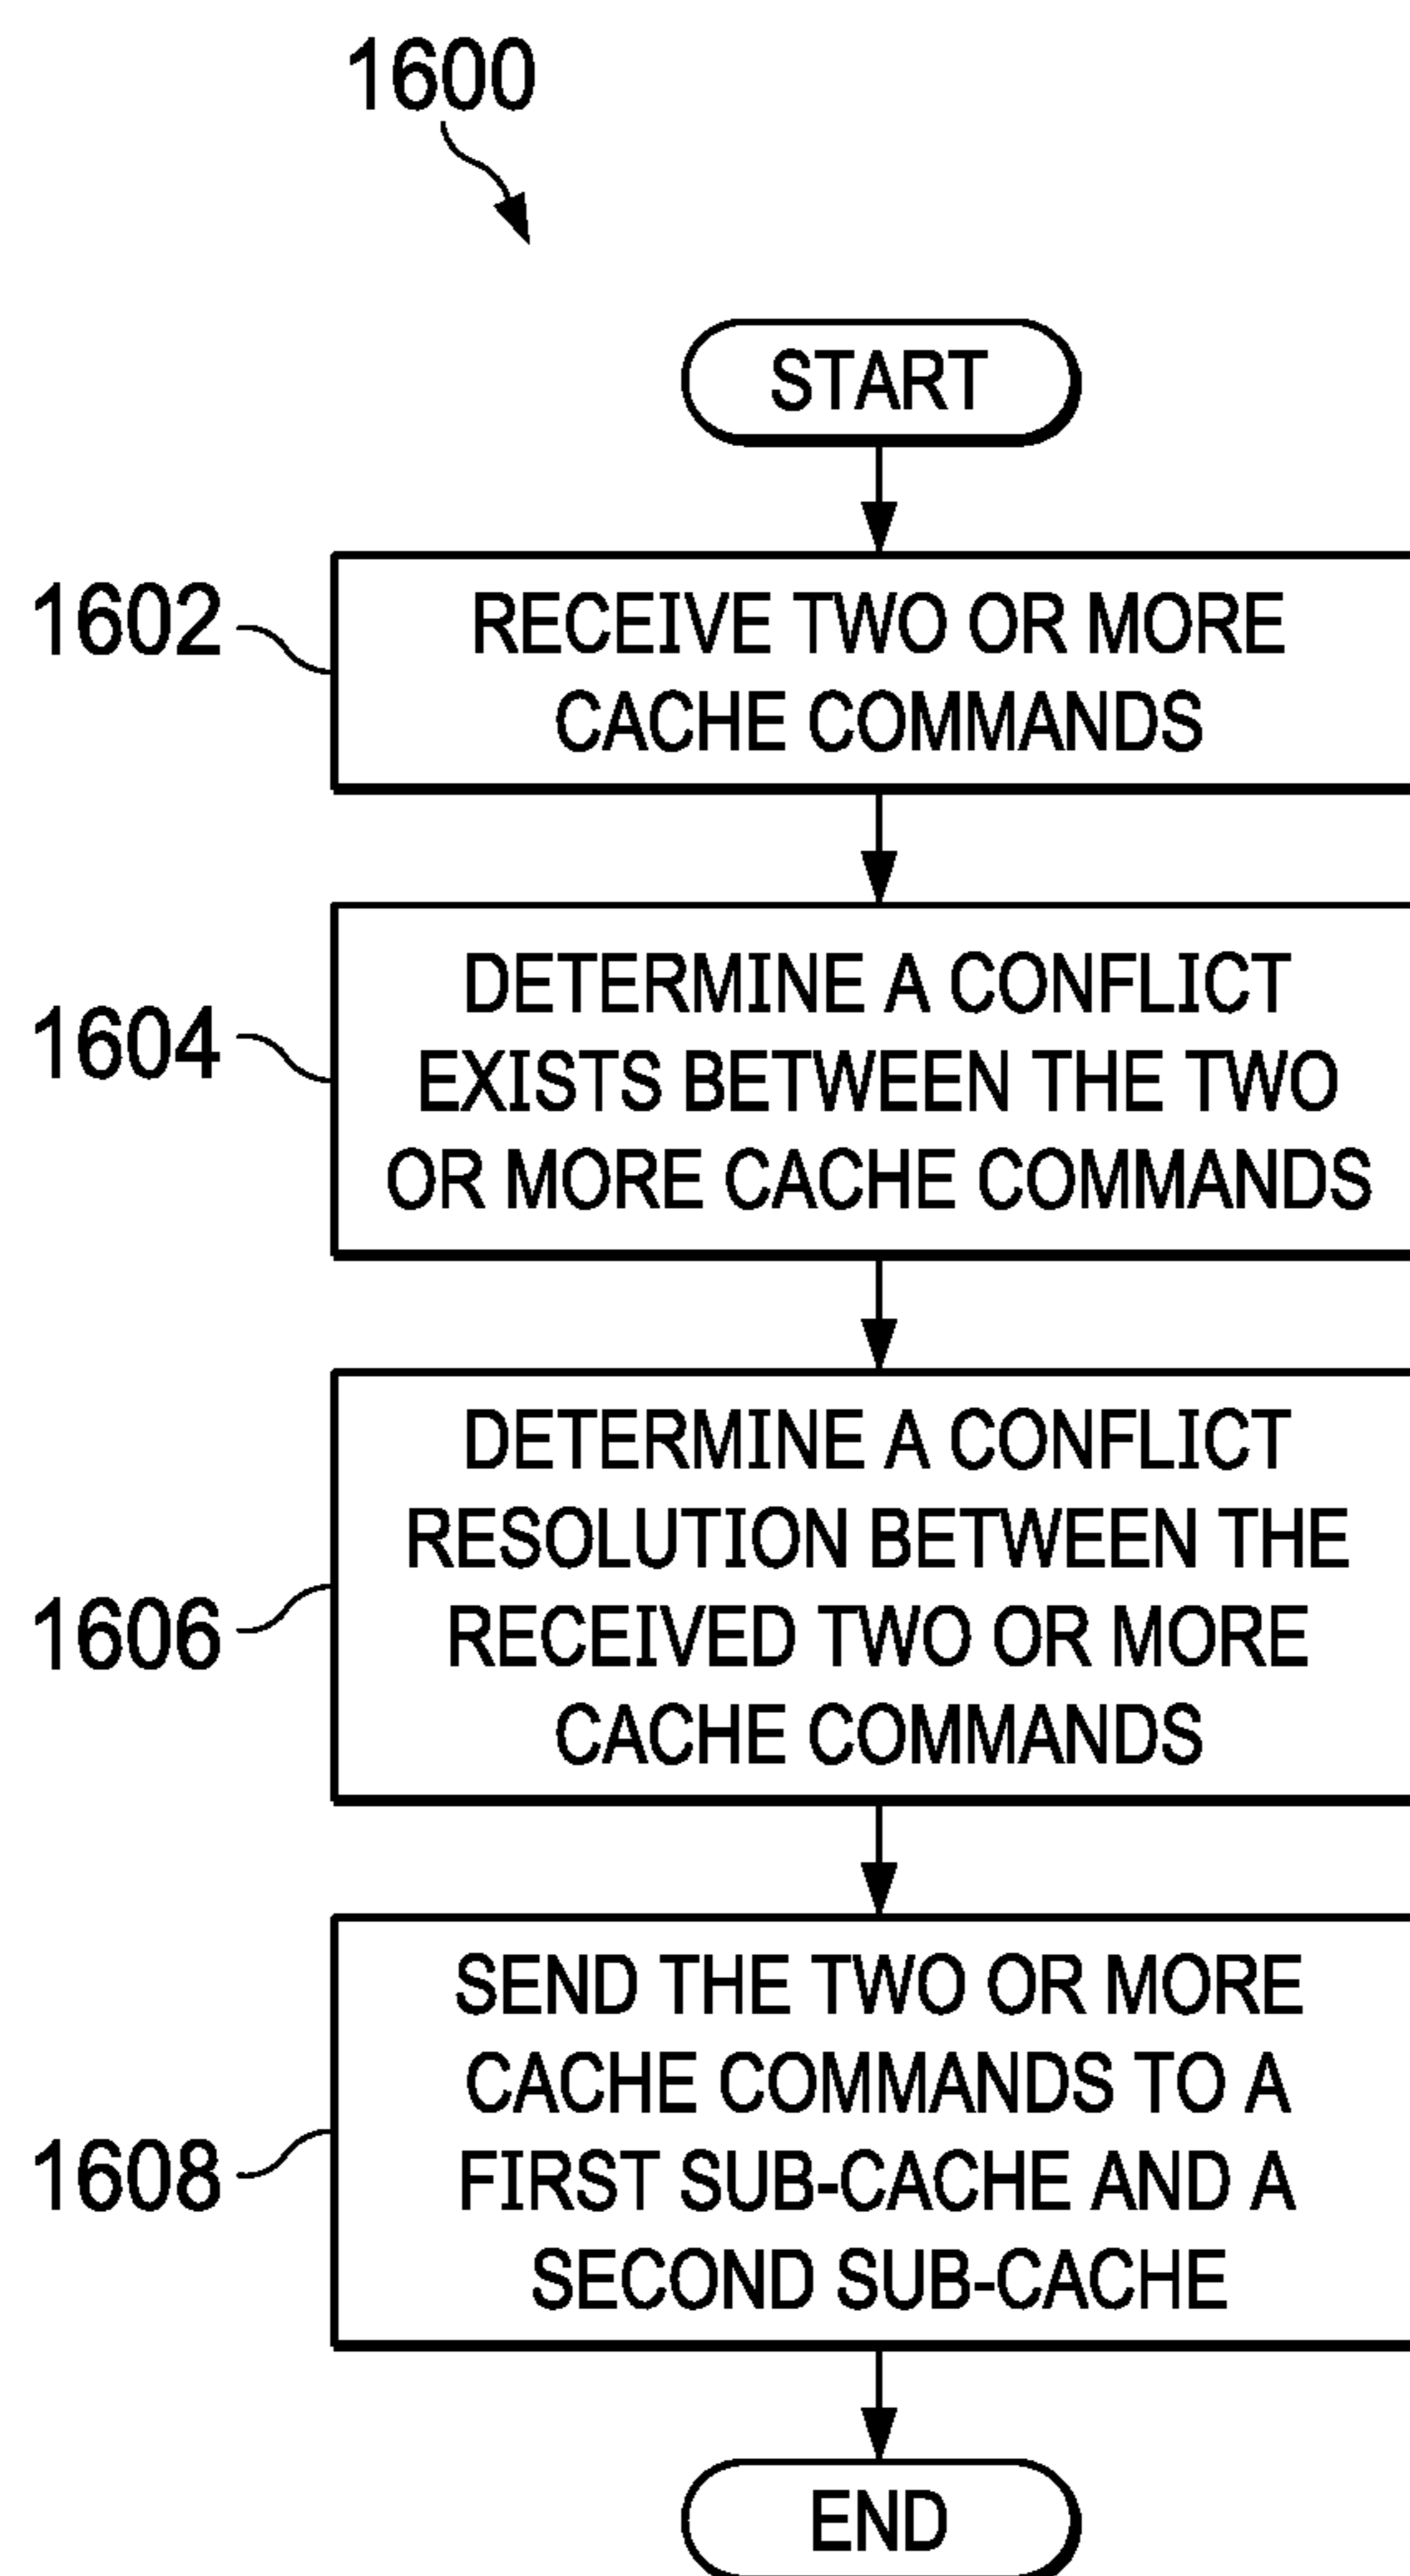 1600
START
1602
RECEIVE TWO OR MORE
CACHE COMMANDS
1604
DETERMINE A CONFLICT
EXISTS BETWEEN THE TWO
OR MORE CACHE COMMANDS
1606
DETERMINE A CONFLICT
RESOLUTION BETWEEN THE
RECEIVED TWO OR MORE
CACHE COMMANDS
1608
SEND THE TWO OR MORE
CACHE COMMANDS TO A
FIRST SUB-CACHE AND A
SECOND SUB-CACHE
END